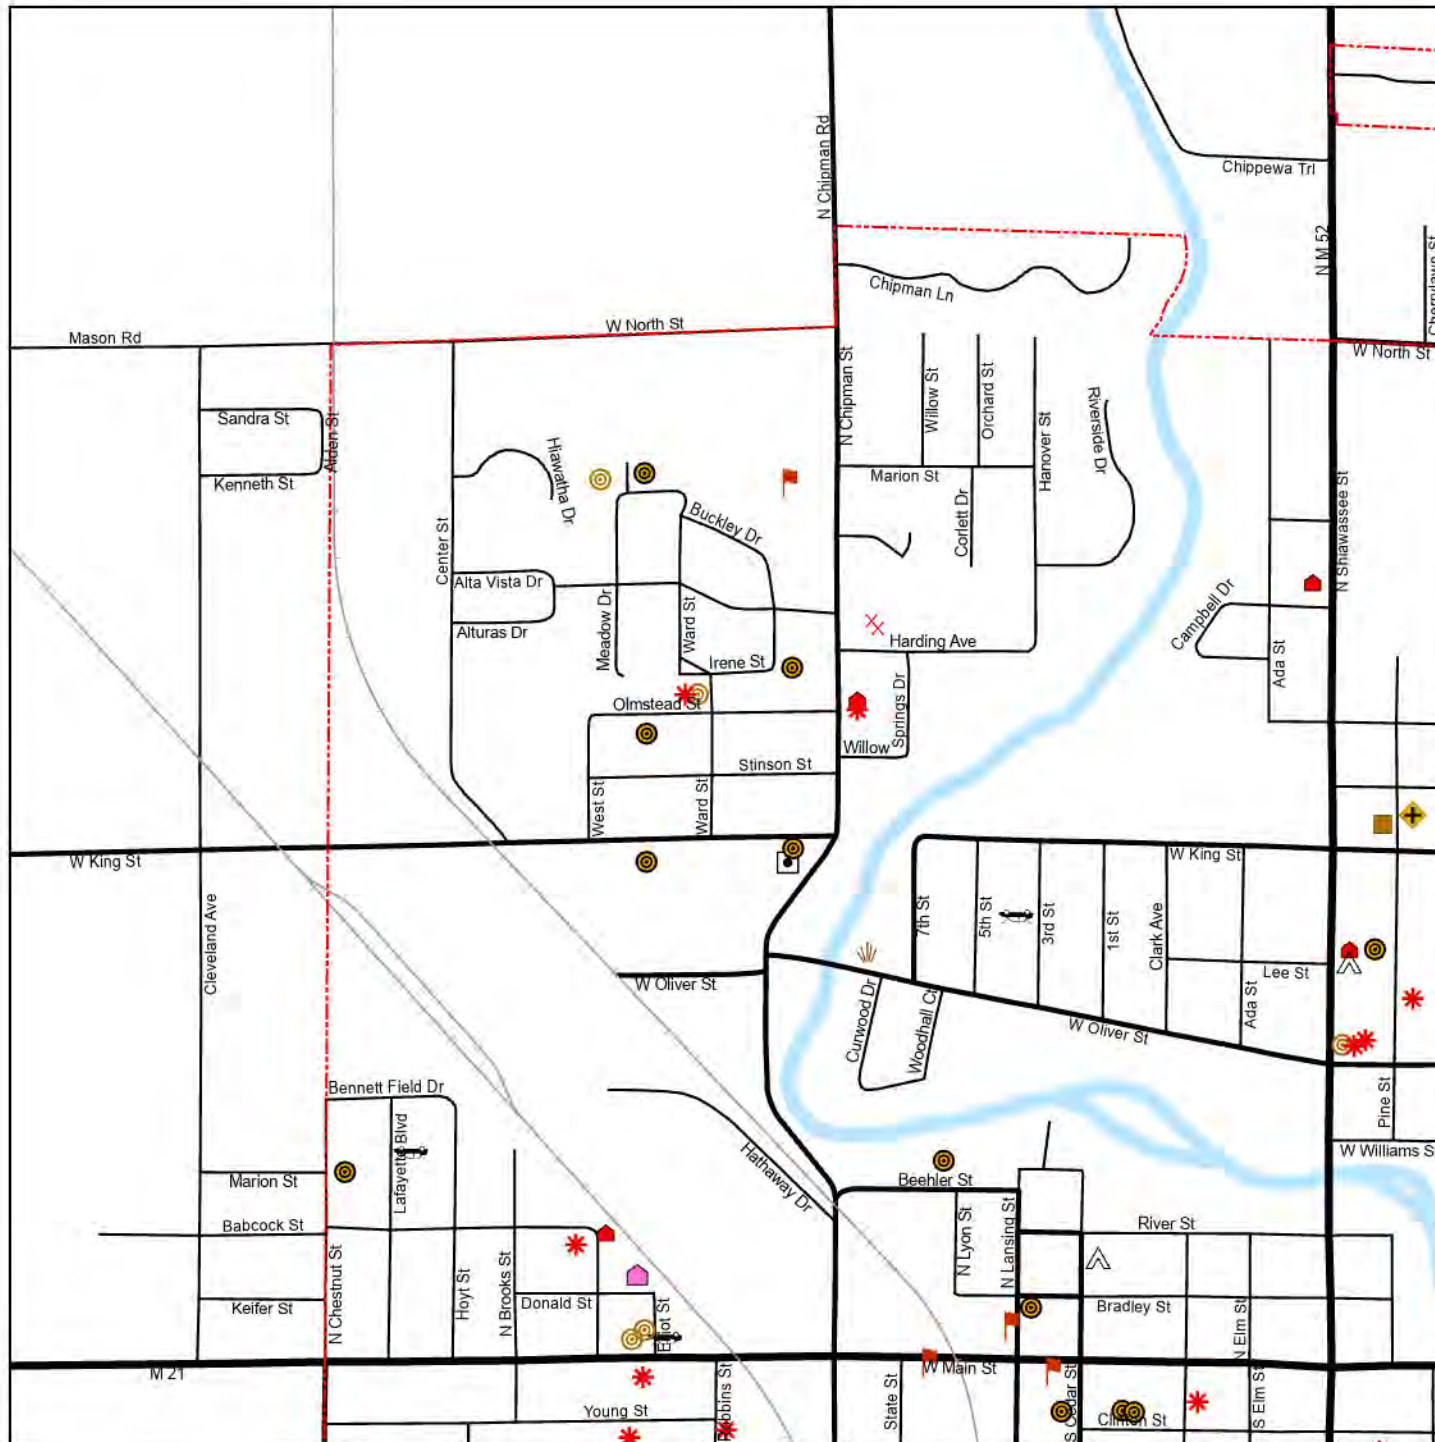 N Chipman Rd
Chippewa Trl
N M 52
Cherrylawn St
Chipman Ln
W North St
Mason Rd
W North St
N Chipman St
Willow St
Orchard St
Hanover St
Riverside Dr
Sandra St
Alden St
Kenneth St
Hiawatha Dr
Marion St
N Shiawassee St
Center St
Buckley Dr
Corlett Dr
Alta Vista Dr
Meadow Dr
Ward St
Campbell Dr
Alturas Dr
Harding Ave
Ada St
Irene St
Olmstead St
Springs Dr
Willow
Stinson St
West St
Ward St
W King St
W King St
Cleveland Ave
7th St
5th St
3rd St
1st St
Clark Ave
Lee St
Ada St
W Oliver St
Curwood Dr
Woodhall Ct
W Oliver St
Bennett Field Dr
Pine St
Lafayette Blvd
W Williams S
Hathaway Dr
Marion St
Beehler St
Babcock St
N Lyon St
N Lansing St
River St
N Chestnut St
Hoyt St
N Brooks St
Keifer St
Donald St
Elliot St
Bradley St
N Elm St
M 21
W Main St
Robbins St
State St
S Cedar St
S Elm St
Young St
Clinton St